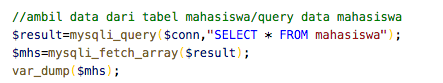 //ambil data dari tabel mahasiswa/query data mahasiswa
$result=mysqli_query($conn,"SELECT * FROM mahasiswa");
$mhs=mysqli_fetch_array($result);
var_dump($mhs);